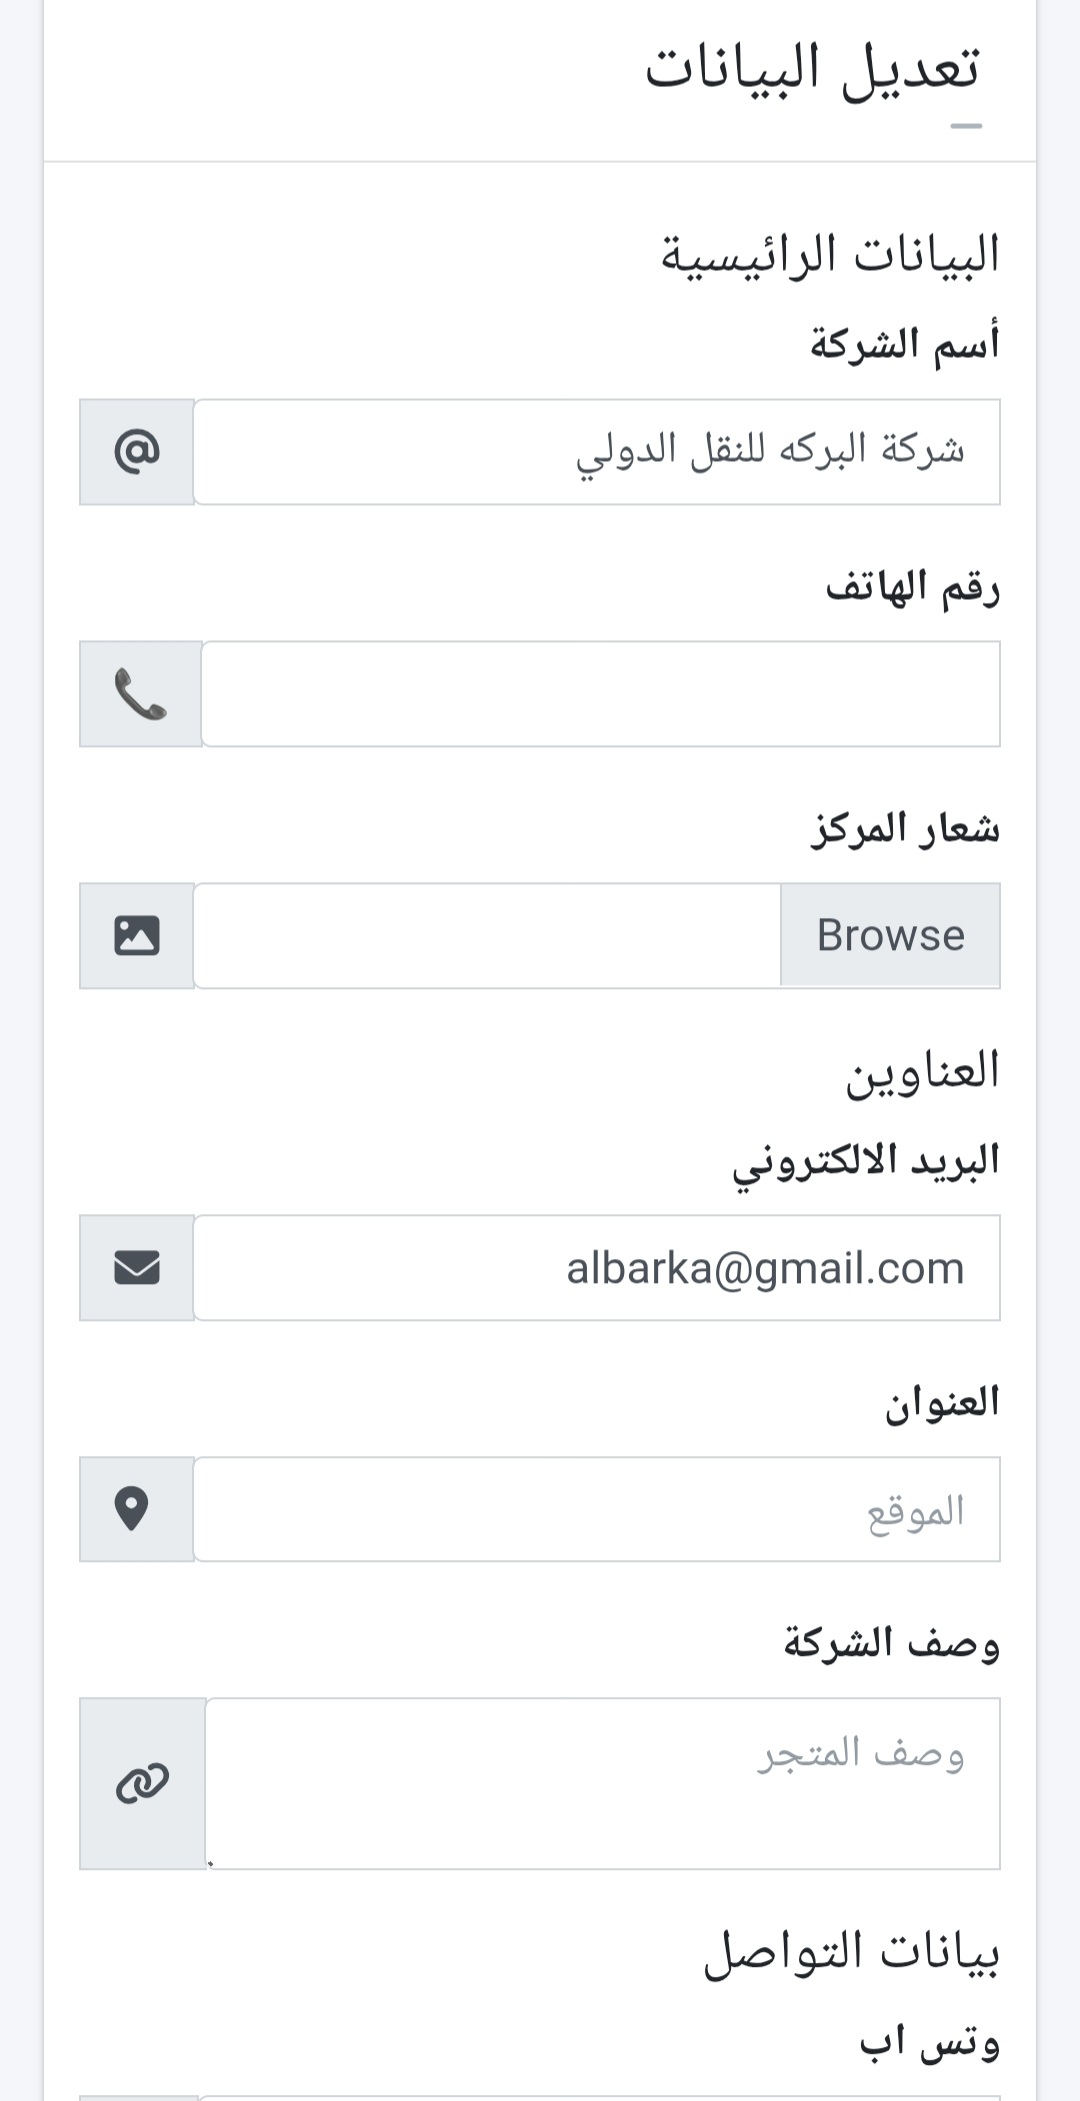 تعديل البيانات
البيانات الرائيسية
أسم الشركة
شركة البركه للنقل الدولي
رقم الهاتف
شعار المركز
Browse
العناوين
البريد الالكتروني
albarka@gmail.com
العنوان
الموقع
وصف الشركة
وصف المتجر
بيانات التواصل
وتس اب